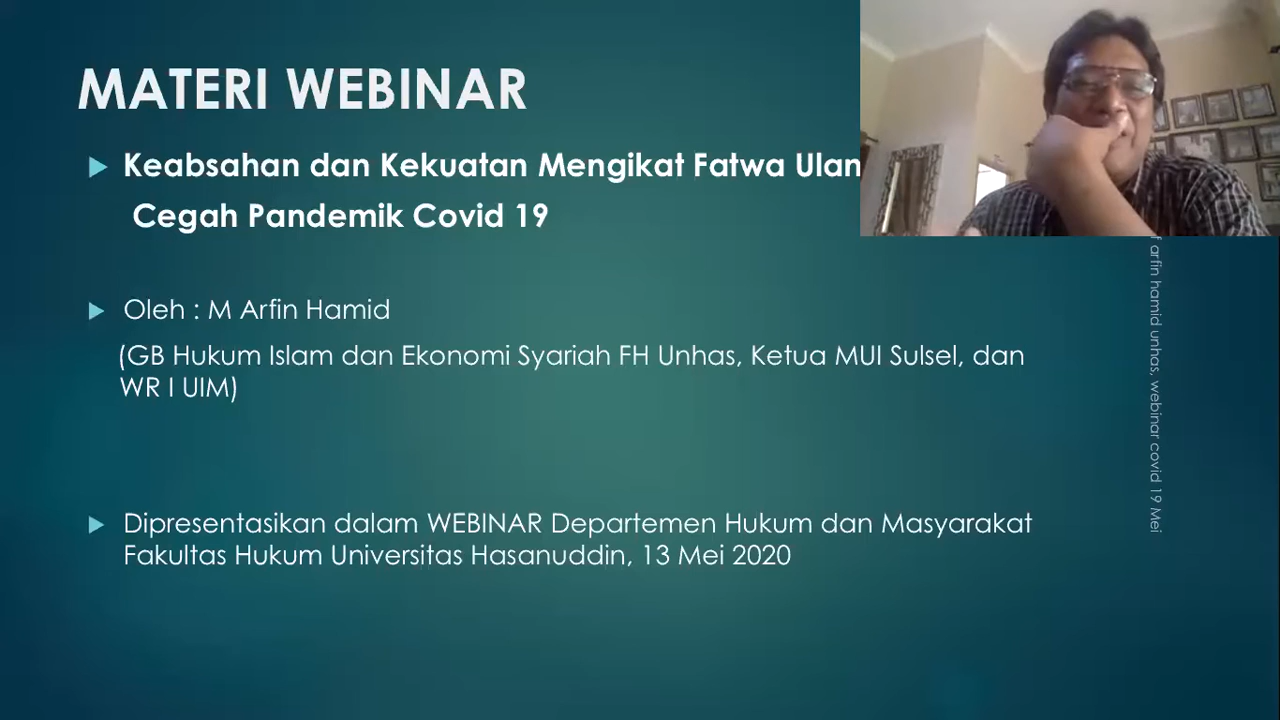 MATERI WEBINAR
Keabsahan dan Kekuatan Mengikat Fatwa
Cegah Pandemik Covid 19
Oleh : M Arfin Hamid
(GB Hukum Islam dan Ekonomi Syariah FH Unhas, Ketua MUI Sulsel, dan
WR I UIM)
Dipresentasikan dalam WEBINAR Departemen Hukum dan Masyarakat
Fakultas Hukum Universitas Hasanuddin, 13 Mei 2020
arfin hamid unhas, webinar covid 19 Mei